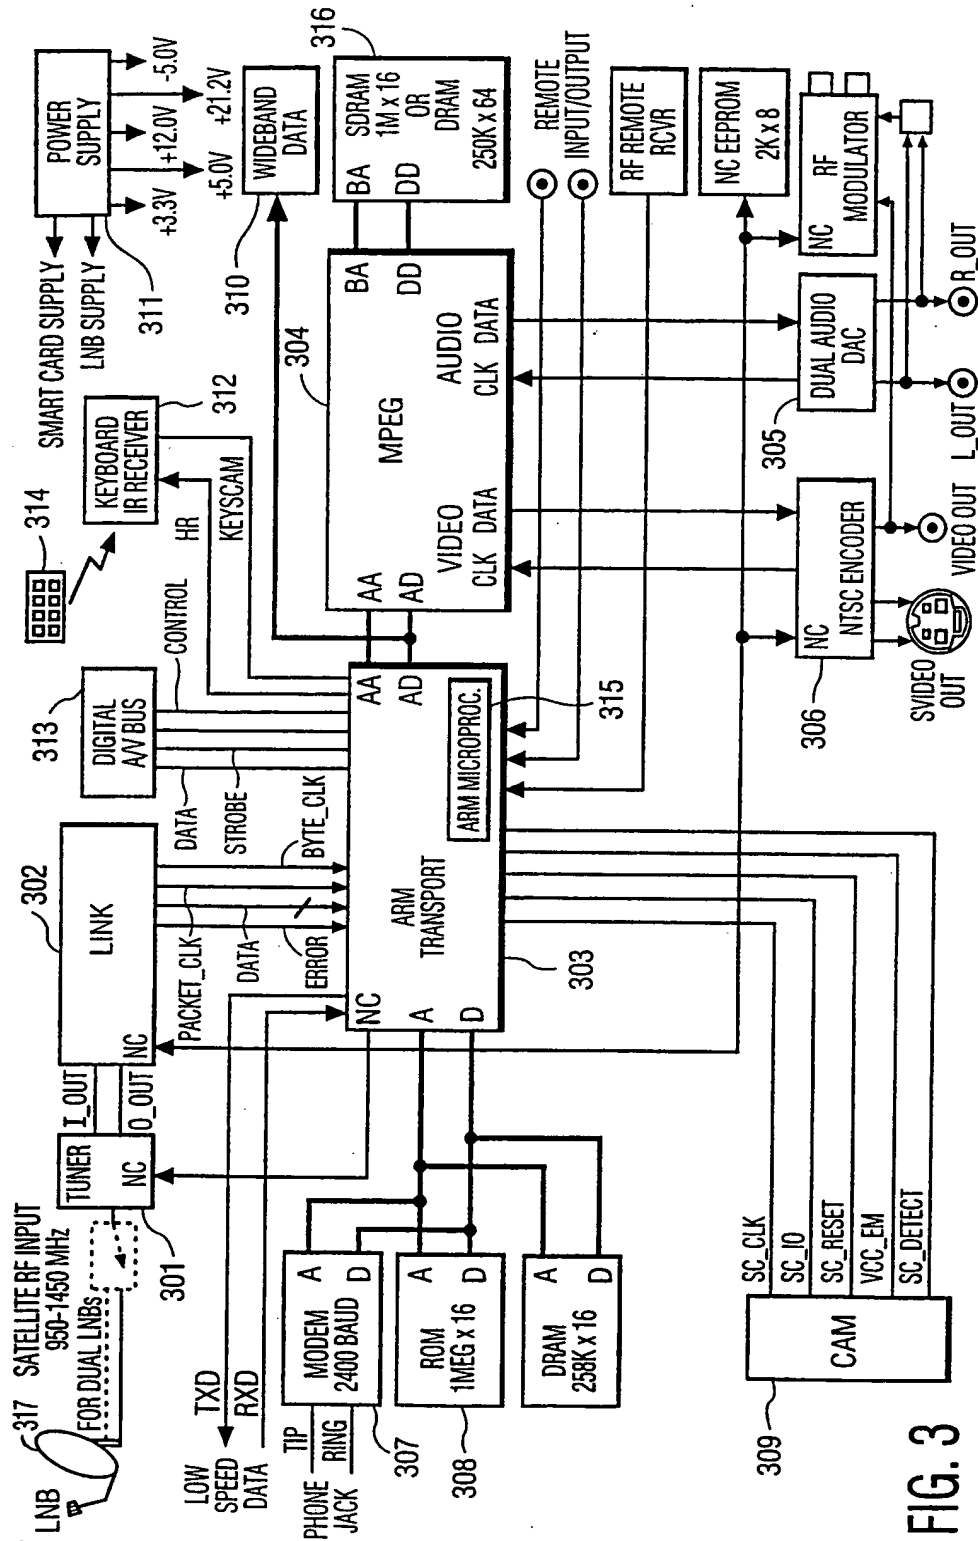 LNB
317
SATELLITE RF INPUT
950-1450 MHz
FOR DUAL LNBs
301
TUNER
NC
I_OUT
O_OUT
302
LINK
NC
PACKET_CLK
DATA
ERROR
BYTE_CLK
313
DIGITAL
A/V BUS
DATA
STROBE
CONTROL
314
KEYBOARD
IR RECEIVER
312
HR
KEYSCAM
SMART CARD SUPPLY
LNB SUPPLY
311
POWER
SUPPLY
+3.3V
+5.0V
+12.0V
+21.2V
-5.0V
LOW
SPEED
DATA
TXD
RXD
PHONE
JACK
TIP
RING
307
MODEM
2400 BAUD
A
D
308
ROM
1MEG x 16
A
D
DRAM
258K x 16
A
D
NC
A
D
ARM
TRANSPORT
303
AA
AD
ARM MICROPROC.
315
304
AA
AD
MPEG
BA
DD
VIDEO
CLK DATA
AUDIO
CLK DATA
310
WIDEBAND
DATA
316
BA
DD
SDRAM
1M x 16
OR
DRAM
250K x 64
REMOTE
INPUT/OUTPUT
RF REMOTE
RCVR
NC EEPROM
2K x 8
NC
RF
MODULATOR
305
DUAL AUDIO
DAC
306
NC
NTSC ENCODER
SVIDEO
OUT
VIDEO OUT
L_OUT
R_OUT
309
CAM
SC_CLK
SC_IO
SC_RESET
VCC_EM
SC_DETECT
FIG. 3